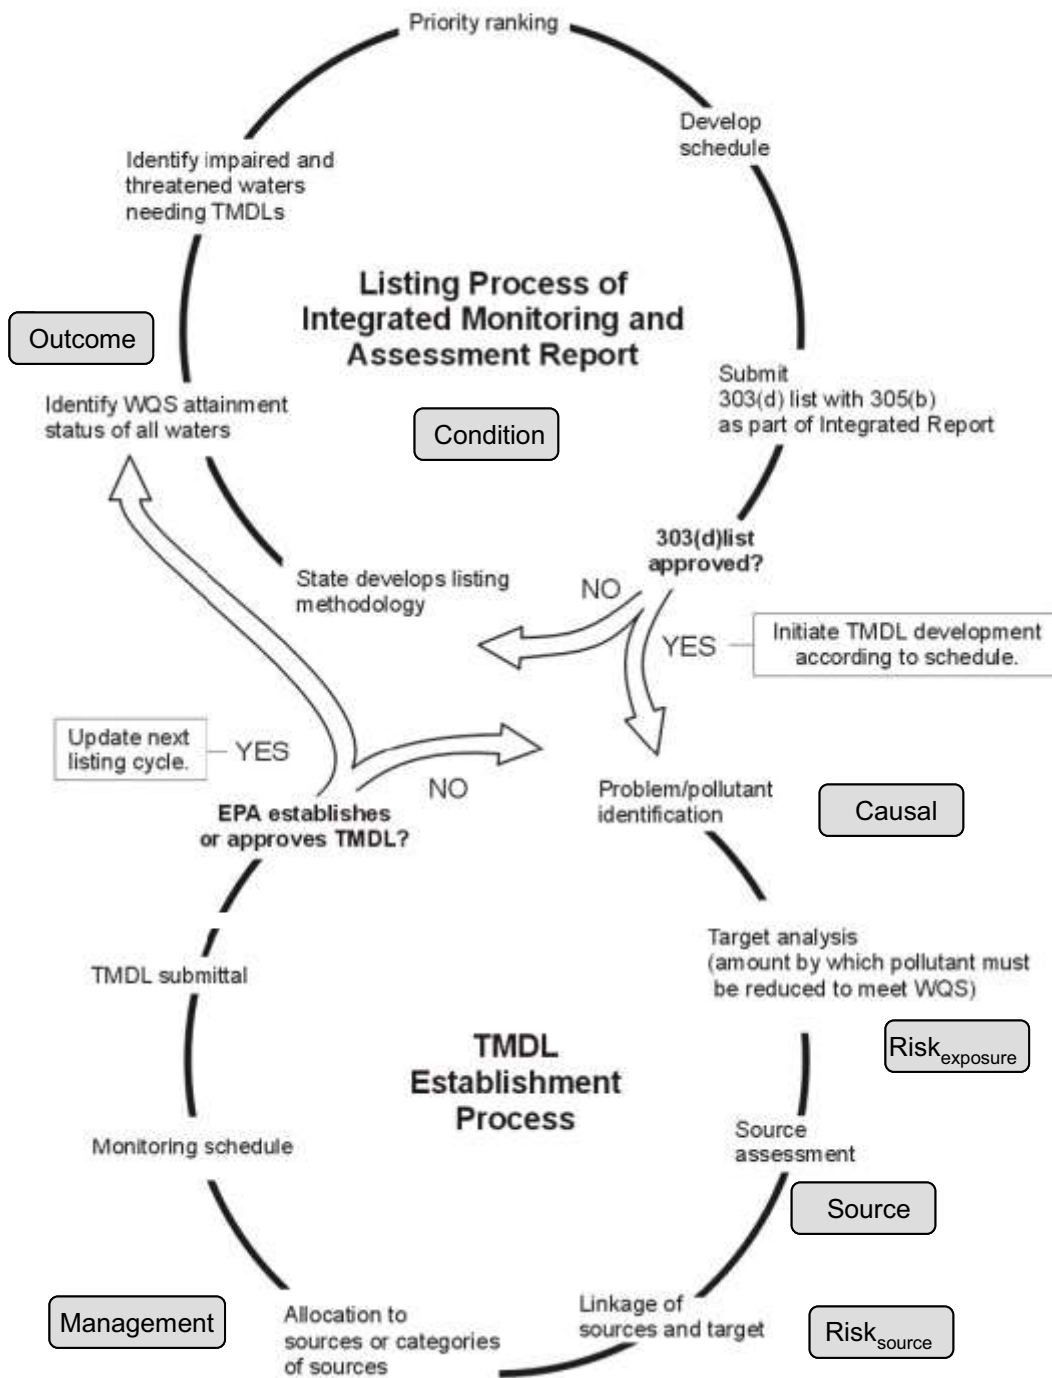 Priority ranking
Develop
schedule
Identify impaired and
threatened waters
needing TMDLs
Listing Process of
Integrated Monitoring and
Assessment Report
Outcome
Submit
303(d) list with 305(b)
as part of Integrated Report
Identify WQS attainment
status of all waters
Condition
303(d)list
approved?
State develops listing
methodology
NO
YES
Initiate TMDL development
according to schedule.
Update next
listing cycle.
YES
NO
EPA establishes
or approves TMDL?
Problem/pollutant
identification
Causal
Target analysis
(amount by which pollutant must
be reduced to meet WQS)
TMDL submittal
Risk exposure
TMDL
Establishment
Process
Monitoring schedule
Source
assessment
Source
Management
Allocation to
sources or categories
of sources
Linkage of
sources and target
Risk source